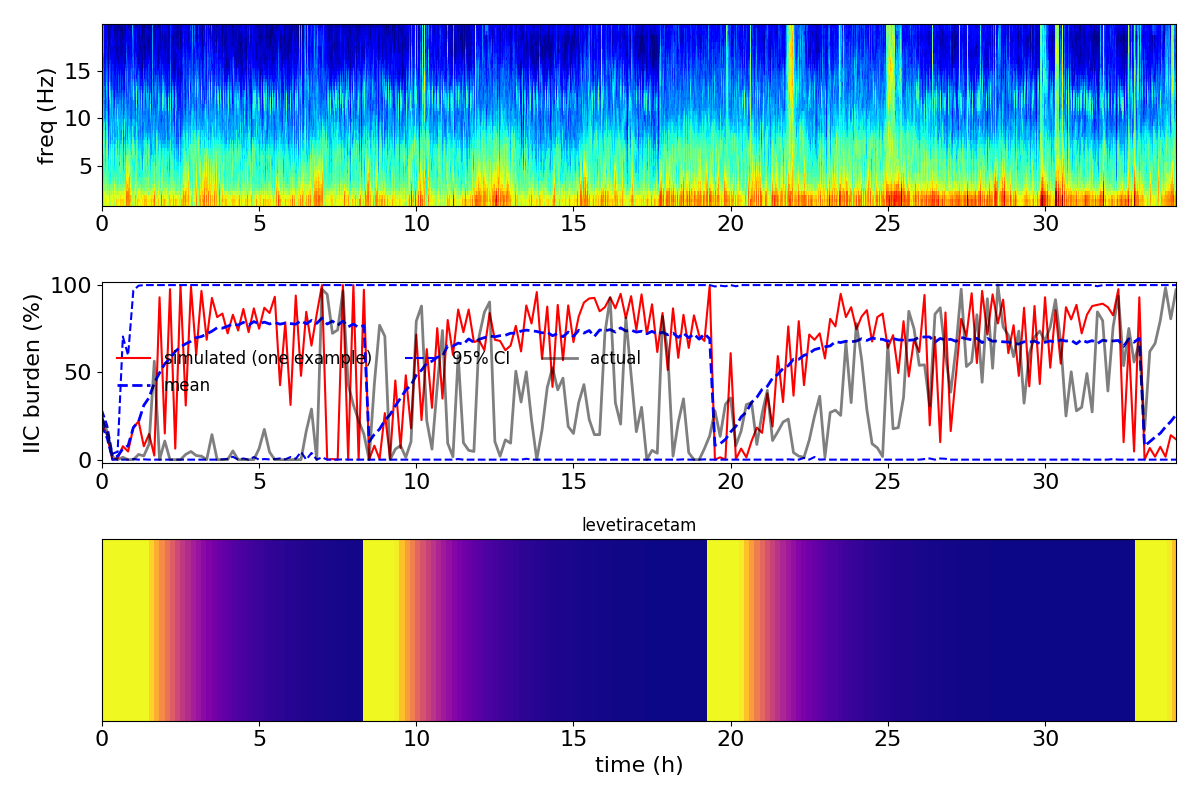 freq (Hz)
15
10
5
0 5 10 15 20 25 30
IIC burden (%)
100
50
0
simulated (one example) 95% CI actual
mean
0 5 10 15 20 25 30
levetiracetam
0 5 10 15 20 25 30
time (h)